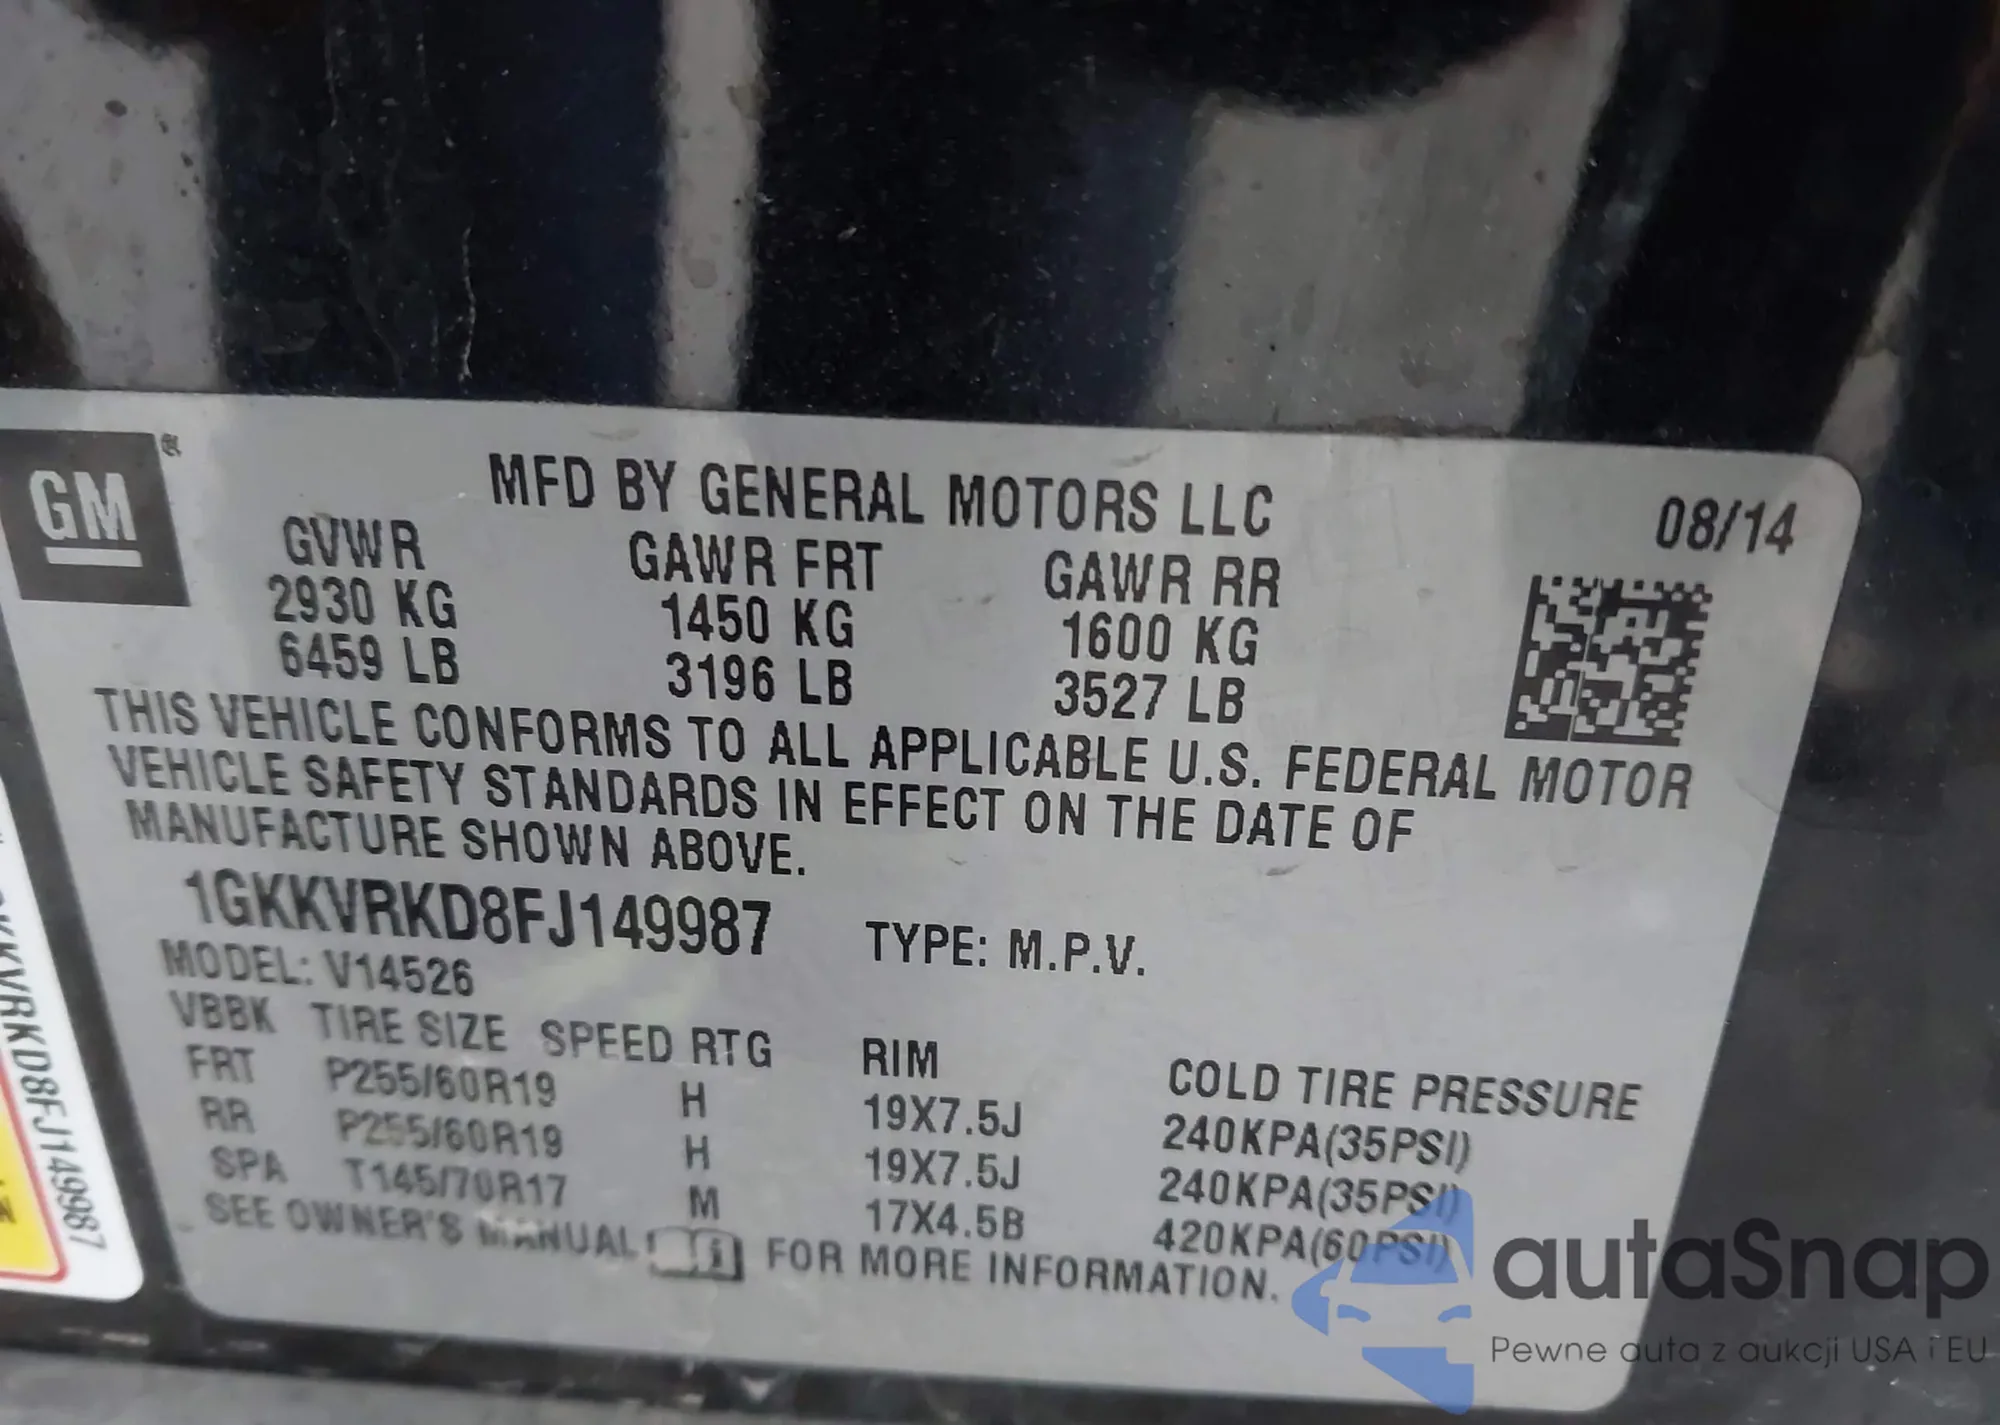 GM
MFD BY GENERAL MOTORS LLC
08/14
GVWR GAWR FRT GAWR RR
2930 KG 1450 KG 1600 KG
6459 LB 3196 LB 3527 LB
THIS VEHICLE CONFORMS TO ALL APPLICABLE U.S. FEDERAL MOTOR
VEHICLE SAFETY STANDARDS IN EFFECT ON THE DATE OF
MANUFACTURE SHOWN ABOVE.
1GKKVRKD8FJ149987 TYPE: M.P.V.
MODEL: V14526
VBBK TIRE SIZE SPEED RTG RIM COLD TIRE PRESSURE
FRT P255/60R19 H 19X7.5J 240KPA(35PSI)
RR P255/60R19 H 19X7.5J 240KPA(35PSI)
SPA T145/70R17 M 17X4.5B 420KPA(60PSI)
SEE OWNER'S MANUAL FOR MORE INFORMATION.
KVRKD8FJ149987
autaSnap
Pewne auta z aukcji USA i EU